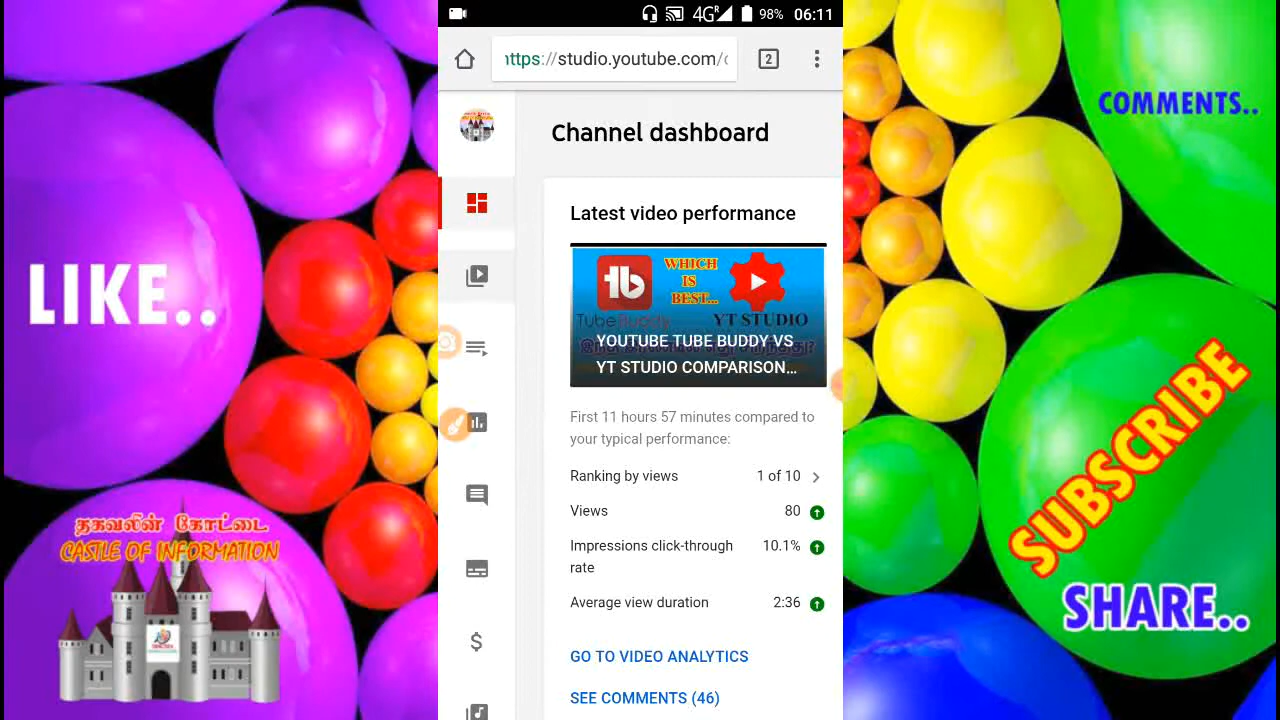 4G R 98% 06:11
https://studio.youtube.com/c
2
Channel dashboard
Latest video performance
WHICH
IS
BEST...
TubeBuddy
YT STUDIO
YOUTUBE TUBE BUDDY VS
YT STUDIO COMPARISON…
First 11 hours 57 minutes compared to
your typical performance:
Ranking by views 1 of 10
Views 80
Impressions click-through 10.1%
rate
Average view duration 2:36
GO TO VIDEO ANALYTICS
SEE COMMENTS (46)
LIKE..
தகவலின் கோட்டை
CASTLE OF INFORMATION
COMMENTS..
SUBSCRIBE
SHARE..